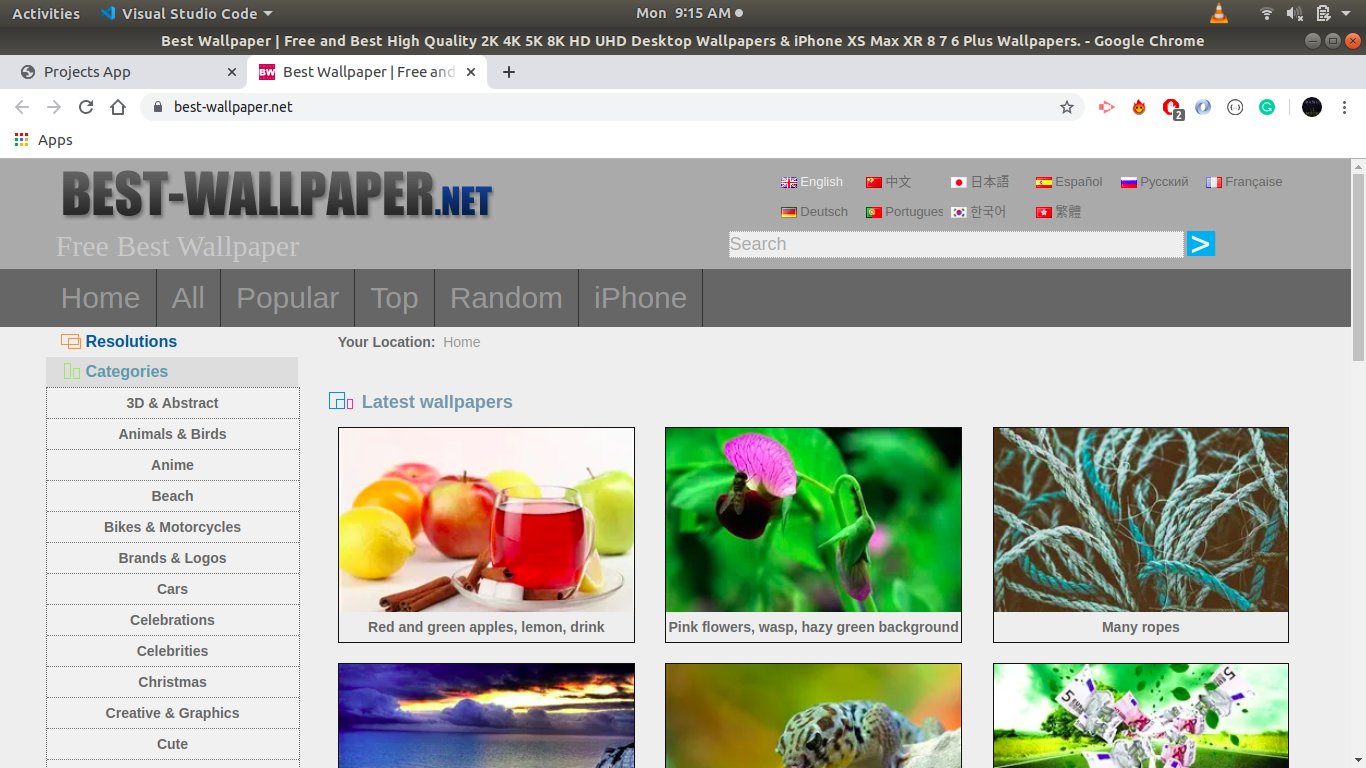 Activities Visual Studio Code Mon 9:15 AM
Best Wallpaper | Free and Best High Quality 2K 4K 5K 8K HD UHD Desktop Wallpapers & iPhone XS Max XR 8 7 6 Plus Wallpapers. - Google Chrome
Projects App BW Best Wallpaper | Free and
best-wallpaper.net 2
Apps
BEST-WALLPAPER.NET
Free Best Wallpaper
English 中文 日本語 Español Русский Française
Deutsch Portugues 한국어 繁體
Search >
Home All Popular Top Random iPhone
Resolutions
Your Location: Home
Categories
3D & Abstract
Animals & Birds
Anime
Beach
Bikes & Motorcycles
Brands & Logos
Cars
Celebrations
Celebrities
Christmas
Creative & Graphics
Cute
Latest wallpapers
Red and green apples, lemon, drink
Pink flowers, wasp, hazy green background
Many ropes
5
5